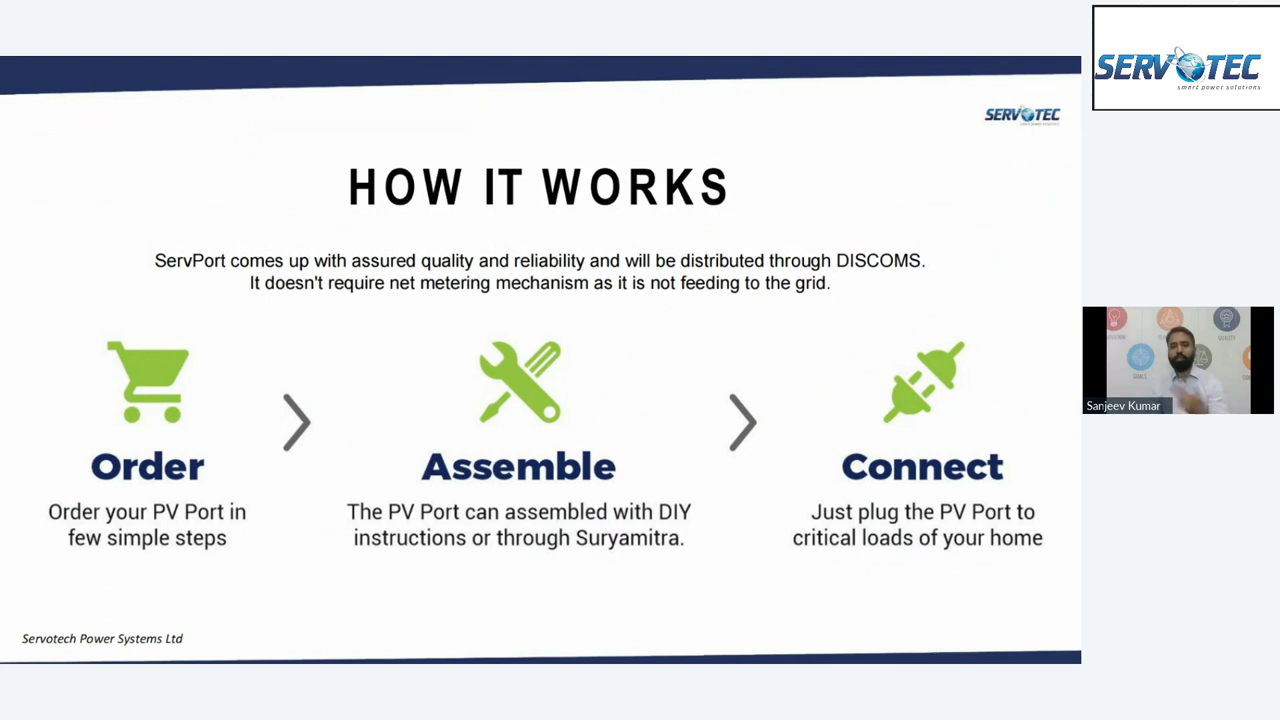 SERVOTEC
smart power solutions
SERVOTEC
HOW IT WORKS
ServPort comes up with assured quality and reliability and will be distributed through DISCOMS.
It doesn't require net metering mechanism as it is not feeding to the grid.
Order
Order your PV Port in
few simple steps
Assemble
The PV Port can assembled with DIY
instructions or through Suryamitra.
Connect
Just plug the PV Port to
critical loads of your home
Servotech Power Systems Ltd
GOALS
Sanjeev Kumar